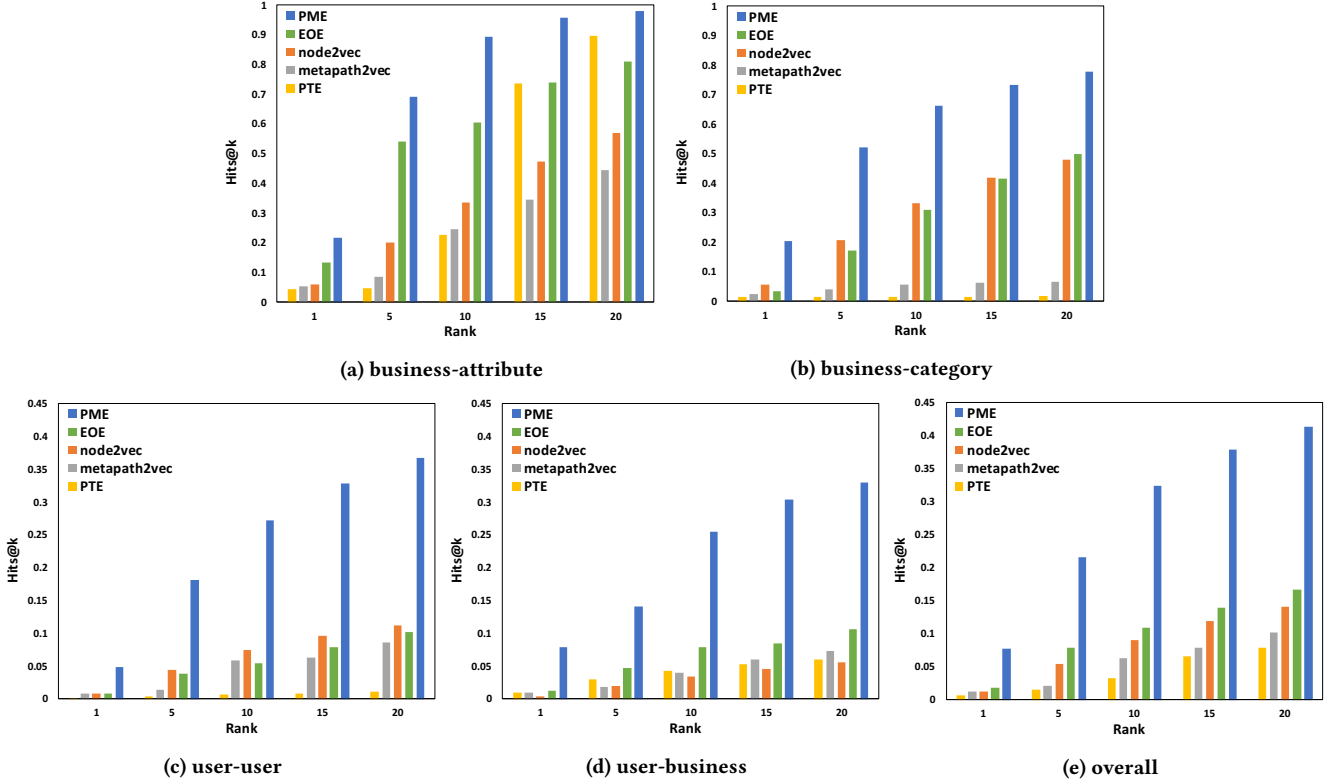 1
0.9
0.8
0.7
0.6
0.5
0.4
0.3
0.2
0.1
0
Hits@k
PME
EOE
node2vec
metapath2vec
PTE
1 5 10 15 20
Rank
(a) business-attribute
1
0.9
0.8
0.7
0.6
0.5
0.4
0.3
0.2
0.1
0
Hits@k
PME
EOE
node2vec
metapath2vec
PTE
1 5 10 15 20
Rank
(b) business-category
0.45
0.4
0.35
0.3
0.25
0.2
0.15
0.1
0.05
0
Hits@k
PME
EOE
node2vec
metapath2vec
PTE
1 5 10 15 20
Rank
(c) user-user
0.45
0.4
0.35
0.3
0.25
0.2
0.15
0.1
0.05
0
Hits@k
PME
EOE
node2vec
metapath2vec
PTE
1 5 10 15 20
Rank
(d) user-business
0.45
0.4
0.35
0.3
0.25
0.2
0.15
0.1
0.05
0
Hits@k
PME
EOE
node2vec
metapath2vec
PTE
1 5 10 15 20
Rank
(e) overall